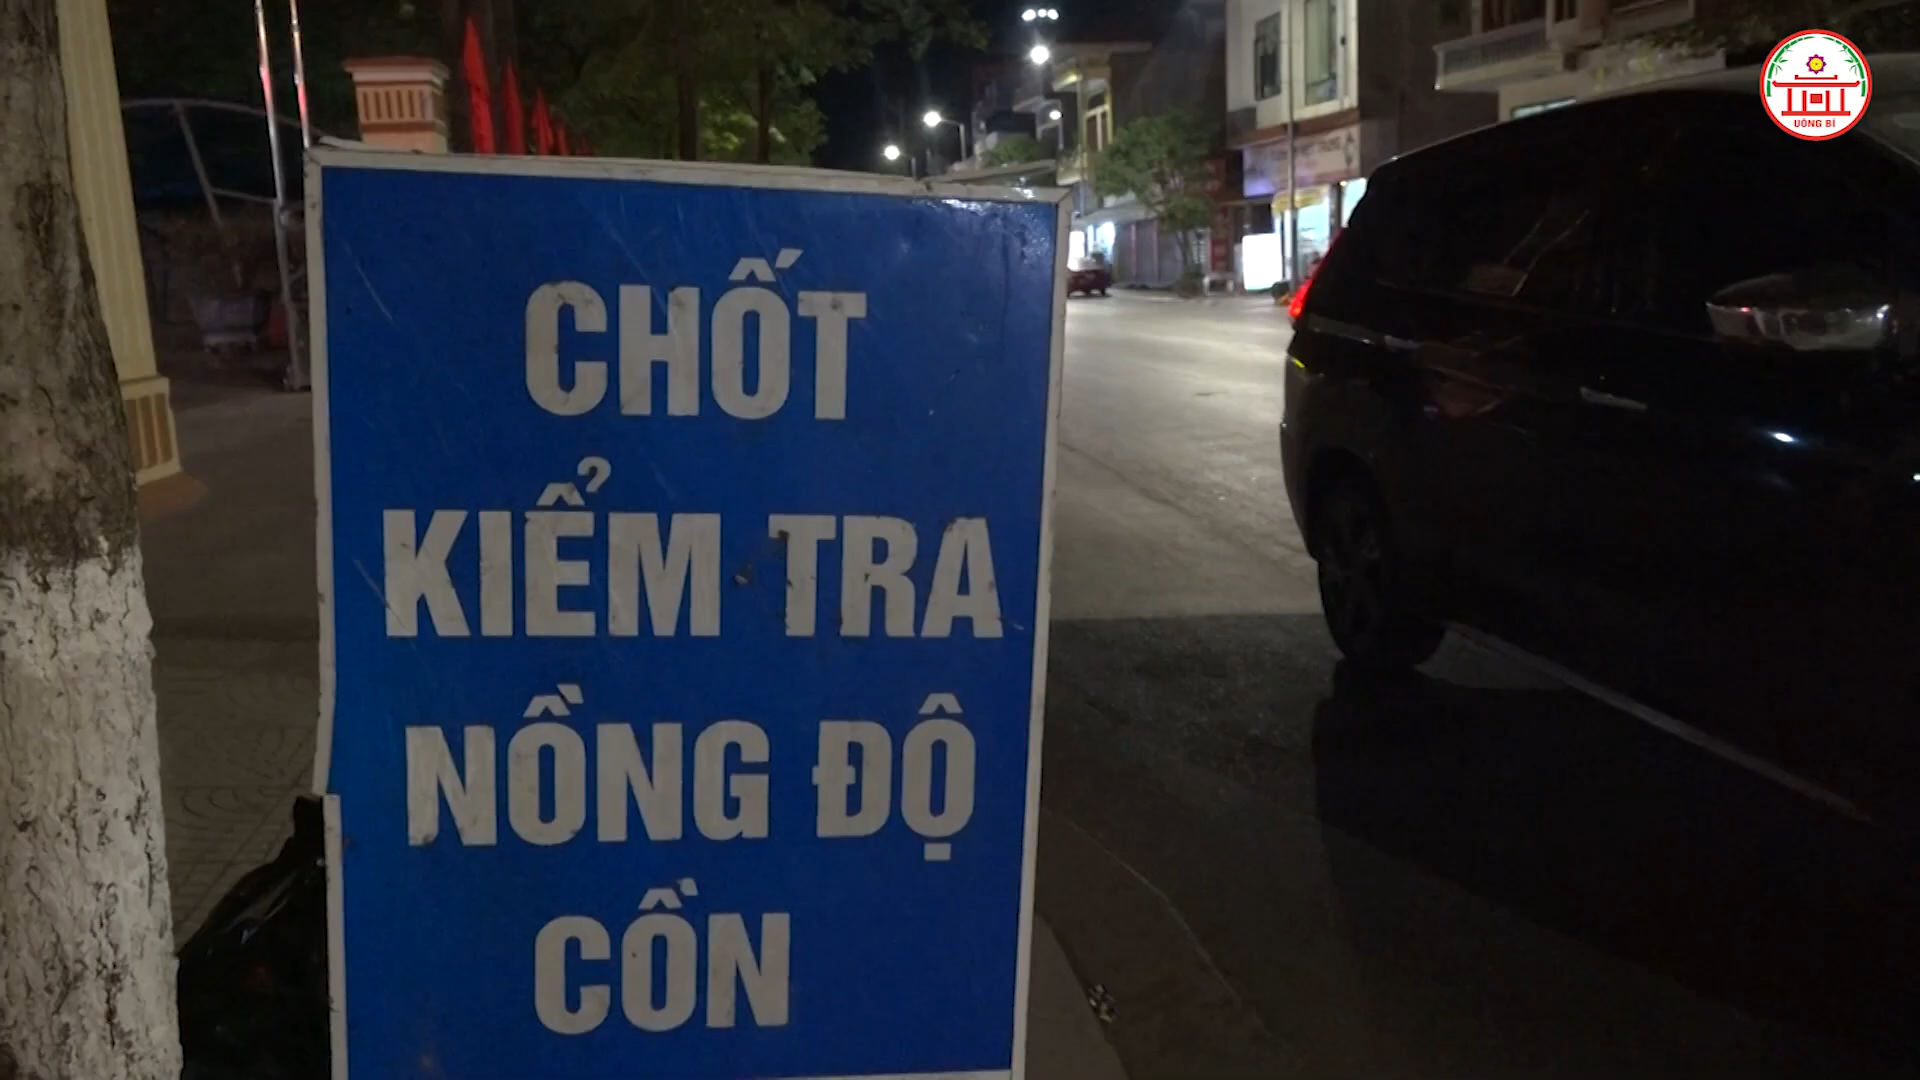 UÔNG BÍ
CHỐT
KIỂM TRA
NỒNG ĐỘ
CỒN